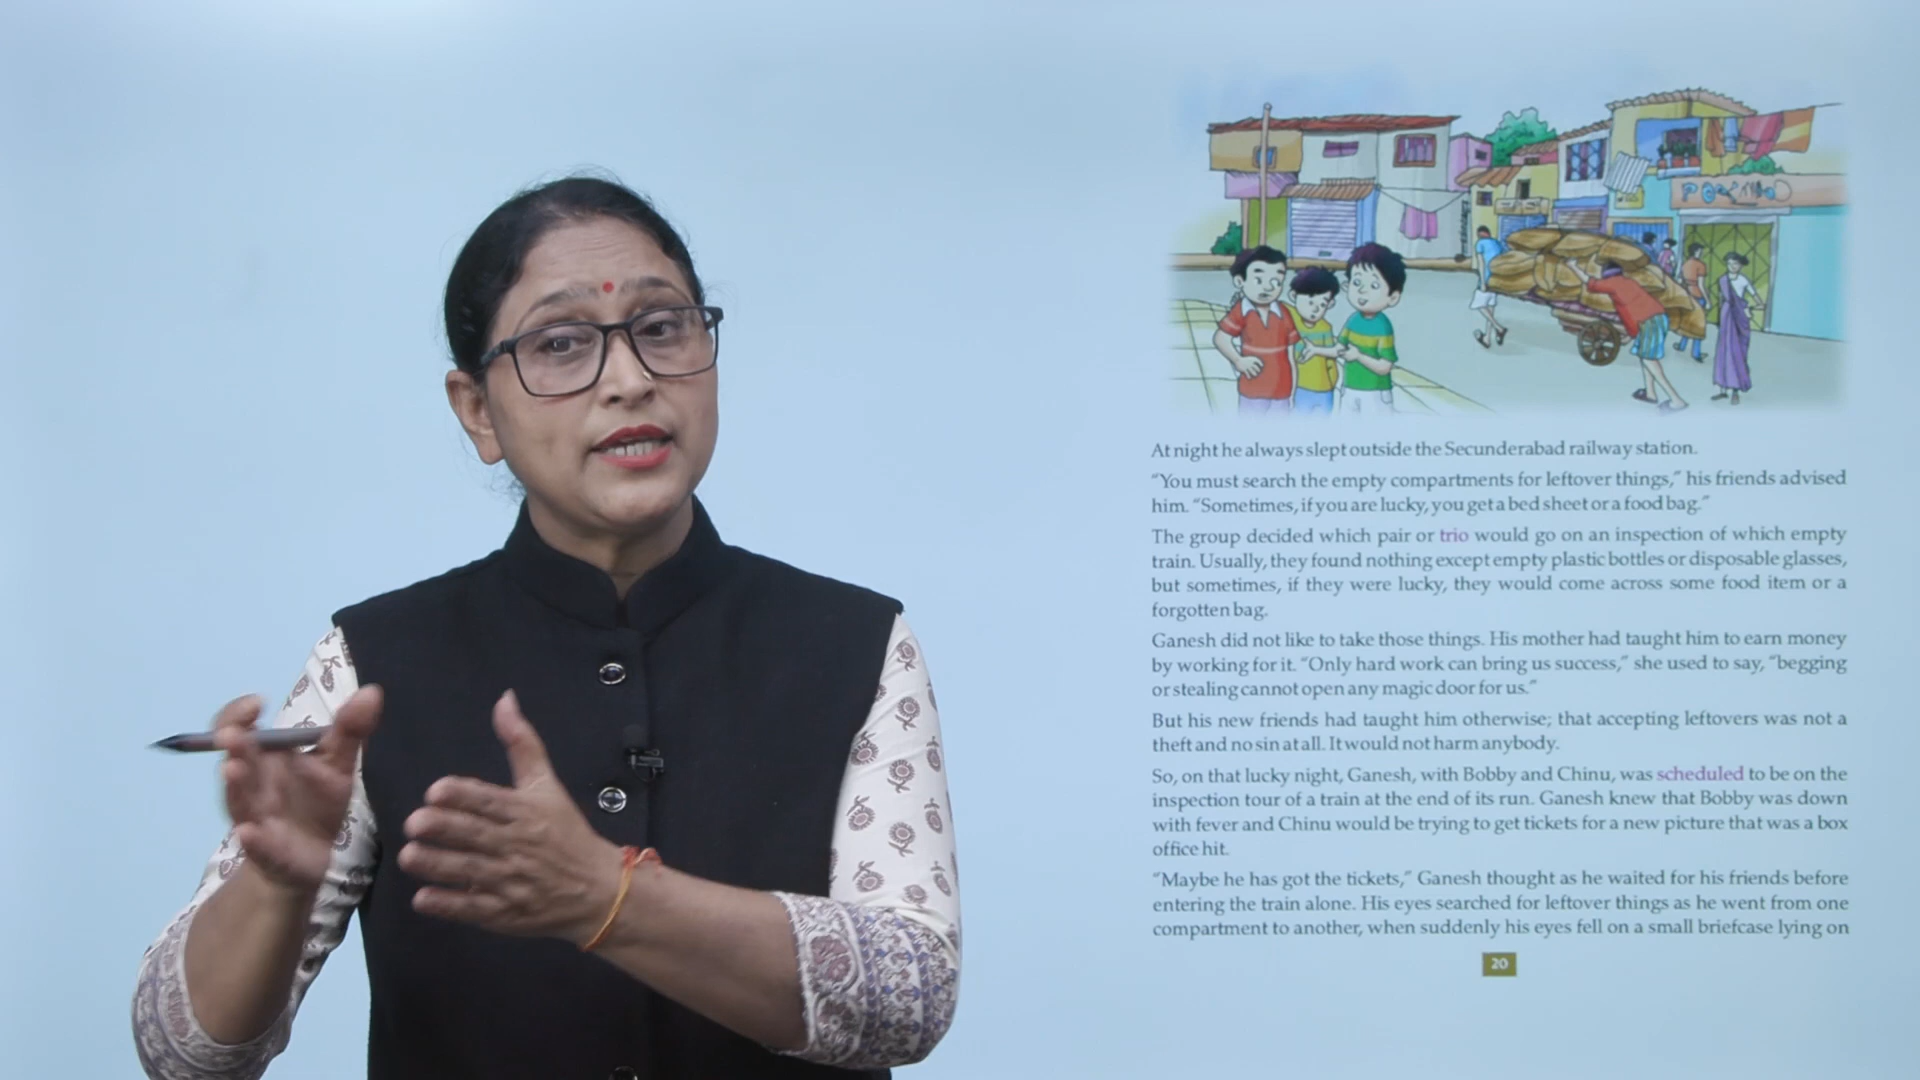 At night he always slept outside the Secunderabad railway station.
“You must search the empty compartments for leftover things,” his friends advised
him. “Sometimes, if you are lucky, you get a bed sheet or a food bag.”
The group decided which pair or trio would go on an inspection of which empty
train. Usually, they found nothing except empty plastic bottles or disposable glasses,
but sometimes, if they were lucky, they would come across some food item or a
forgotten bag.
Ganesh did not like to take those things. His mother had taught him to earn money
by working for it. “Only hard work can bring us success,” she used to say, “begging
or stealing cannot open any magic door for us.”
But his new friends had taught him otherwise; that accepting leftovers was not a
theft and no sin at all. It would not harm anybody.
So, on that lucky night, Ganesh, with Bobby and Chinu, was scheduled to be on the
inspection tour of a train at the end of its run. Ganesh knew that Bobby was down
with fever and Chinu would be trying to get tickets for a new picture that was a box
office hit.
“Maybe he has got the tickets,” Ganesh thought as he waited for his friends before
entering the train alone. His eyes searched for leftover things as he went from one
compartment to another, when suddenly his eyes fell on a small briefcase lying on
20